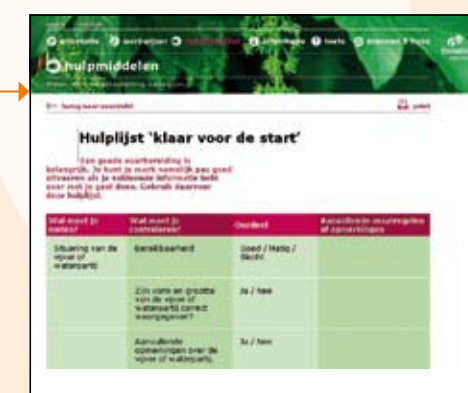 hulpmiddelen
terug naar overzicht
print
Hulplijst ‘klaar voor de start’
Een goede voorbereiding is
belangrijk. Je kunt je werk namelijk pas goed
uitvoeren als je voldoende informatie hebt
over wat je gaat doen. Gebruik daarvoor
deze hulplijst.
Wat moet je weten?
Wat moet je controleren?
Oordeel
Aanvullende maatregelen of opmerkingen
Situering van de vijver of waterpartij
Bereikbaarheid
Goed / Matig / Slecht
Zijn vorm en grootte van de vijver of waterpartij correct weergegeven?
Ja / Nee
Aanvullende opmerkingen over de vijver of waterpartij.
Ja / Nee